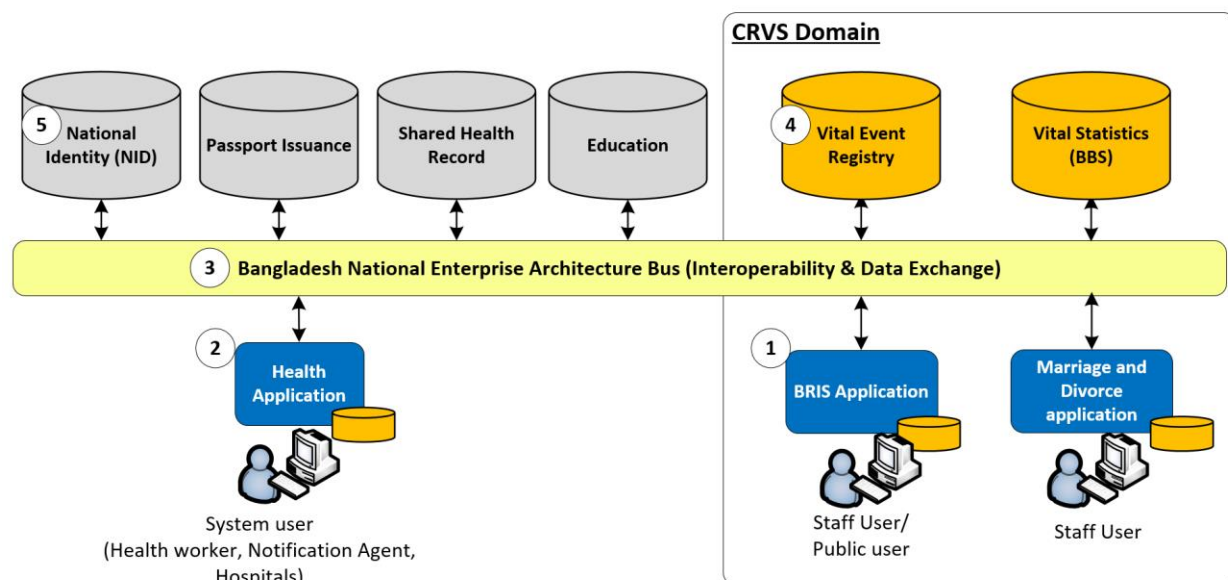 CRVS Domain
5
National
Identity (NID)
Passport Issuance
Shared Health
Record
Education
4
Vital Event
Registry
Vital Statistics
(BBS)
3
Bangladesh National Enterprise Architecture Bus (Interoperability & Data Exchange)
2
Health
Application
1
BRIS Application
Marriage and
Divorce
application
System user
(Health worker, Notification Agent,
Hospitals)
Staff User/
Public user
Staff User